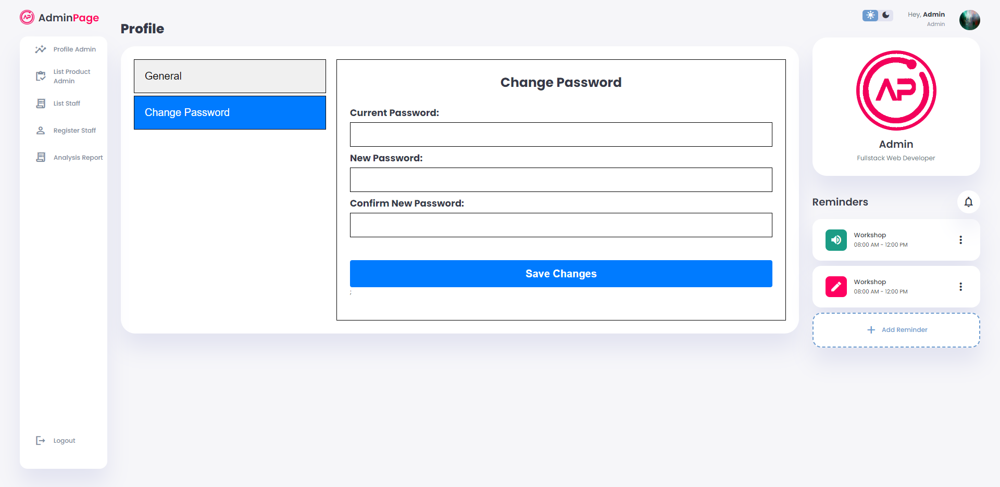 AdminPage
Profile Admin
List Product
Admin
List Staff
Register Staff
Analysis Report
Logout
Profile
General
Change Password
Change Password
Current Password:
New Password:
Confirm New Password:
Save Changes
;
Hey, Admin
Admin
AP
Admin
Fullstack Web Developer
Reminders
Workshop
08:00 AM - 12:00 PM
Workshop
08:00 AM - 12:00 PM
Add Reminder